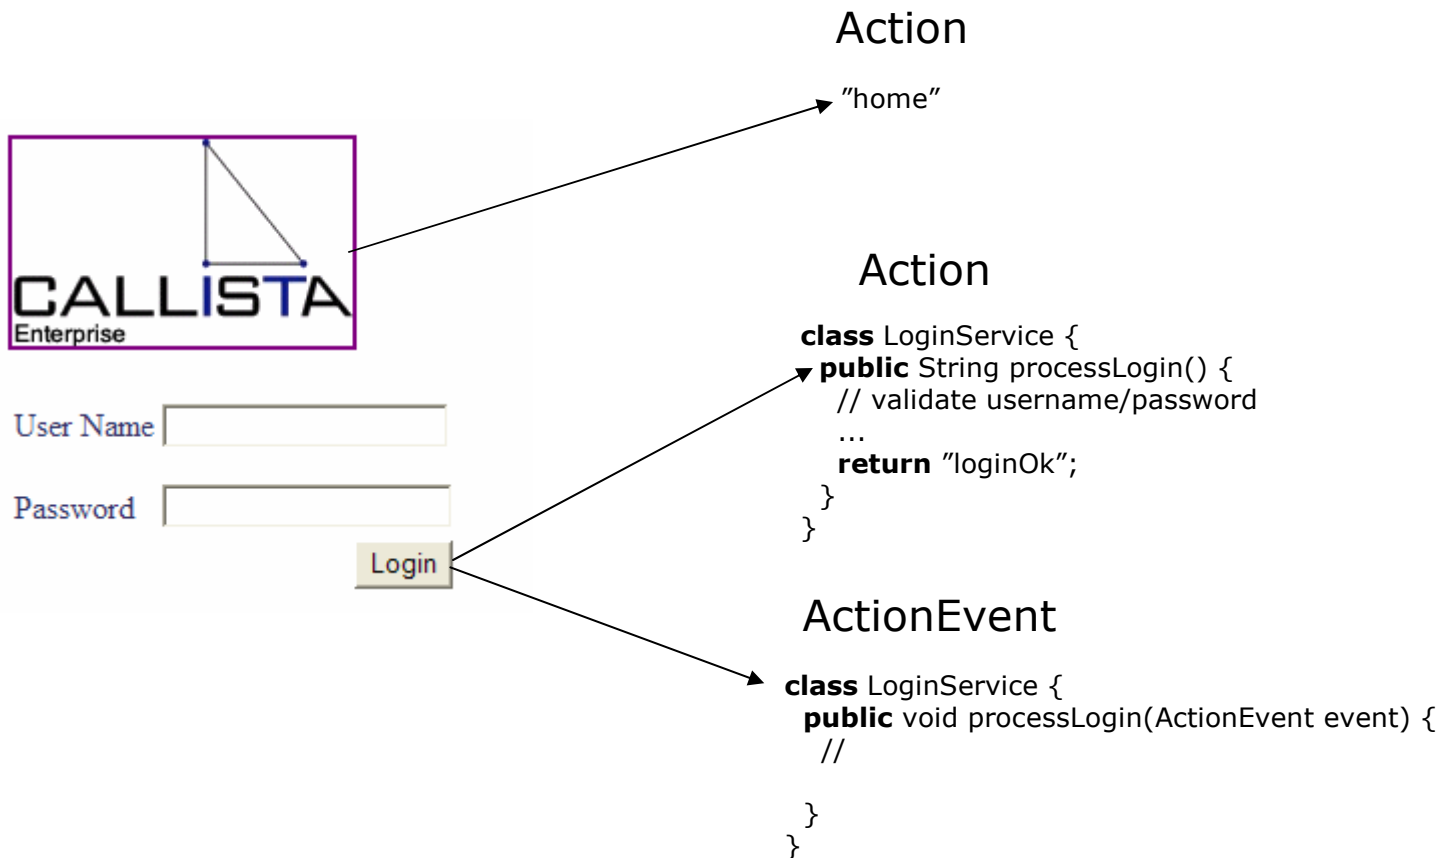 Action
”home”
CALLISTA
Enterprise
User Name
Password
Login
Action
class LoginService {
public String processLogin() {
// validate username/password
...
return ”loginOk”;
}
}
ActionEvent
class LoginService {
public void processLogin(ActionEvent event) {
//
}
}